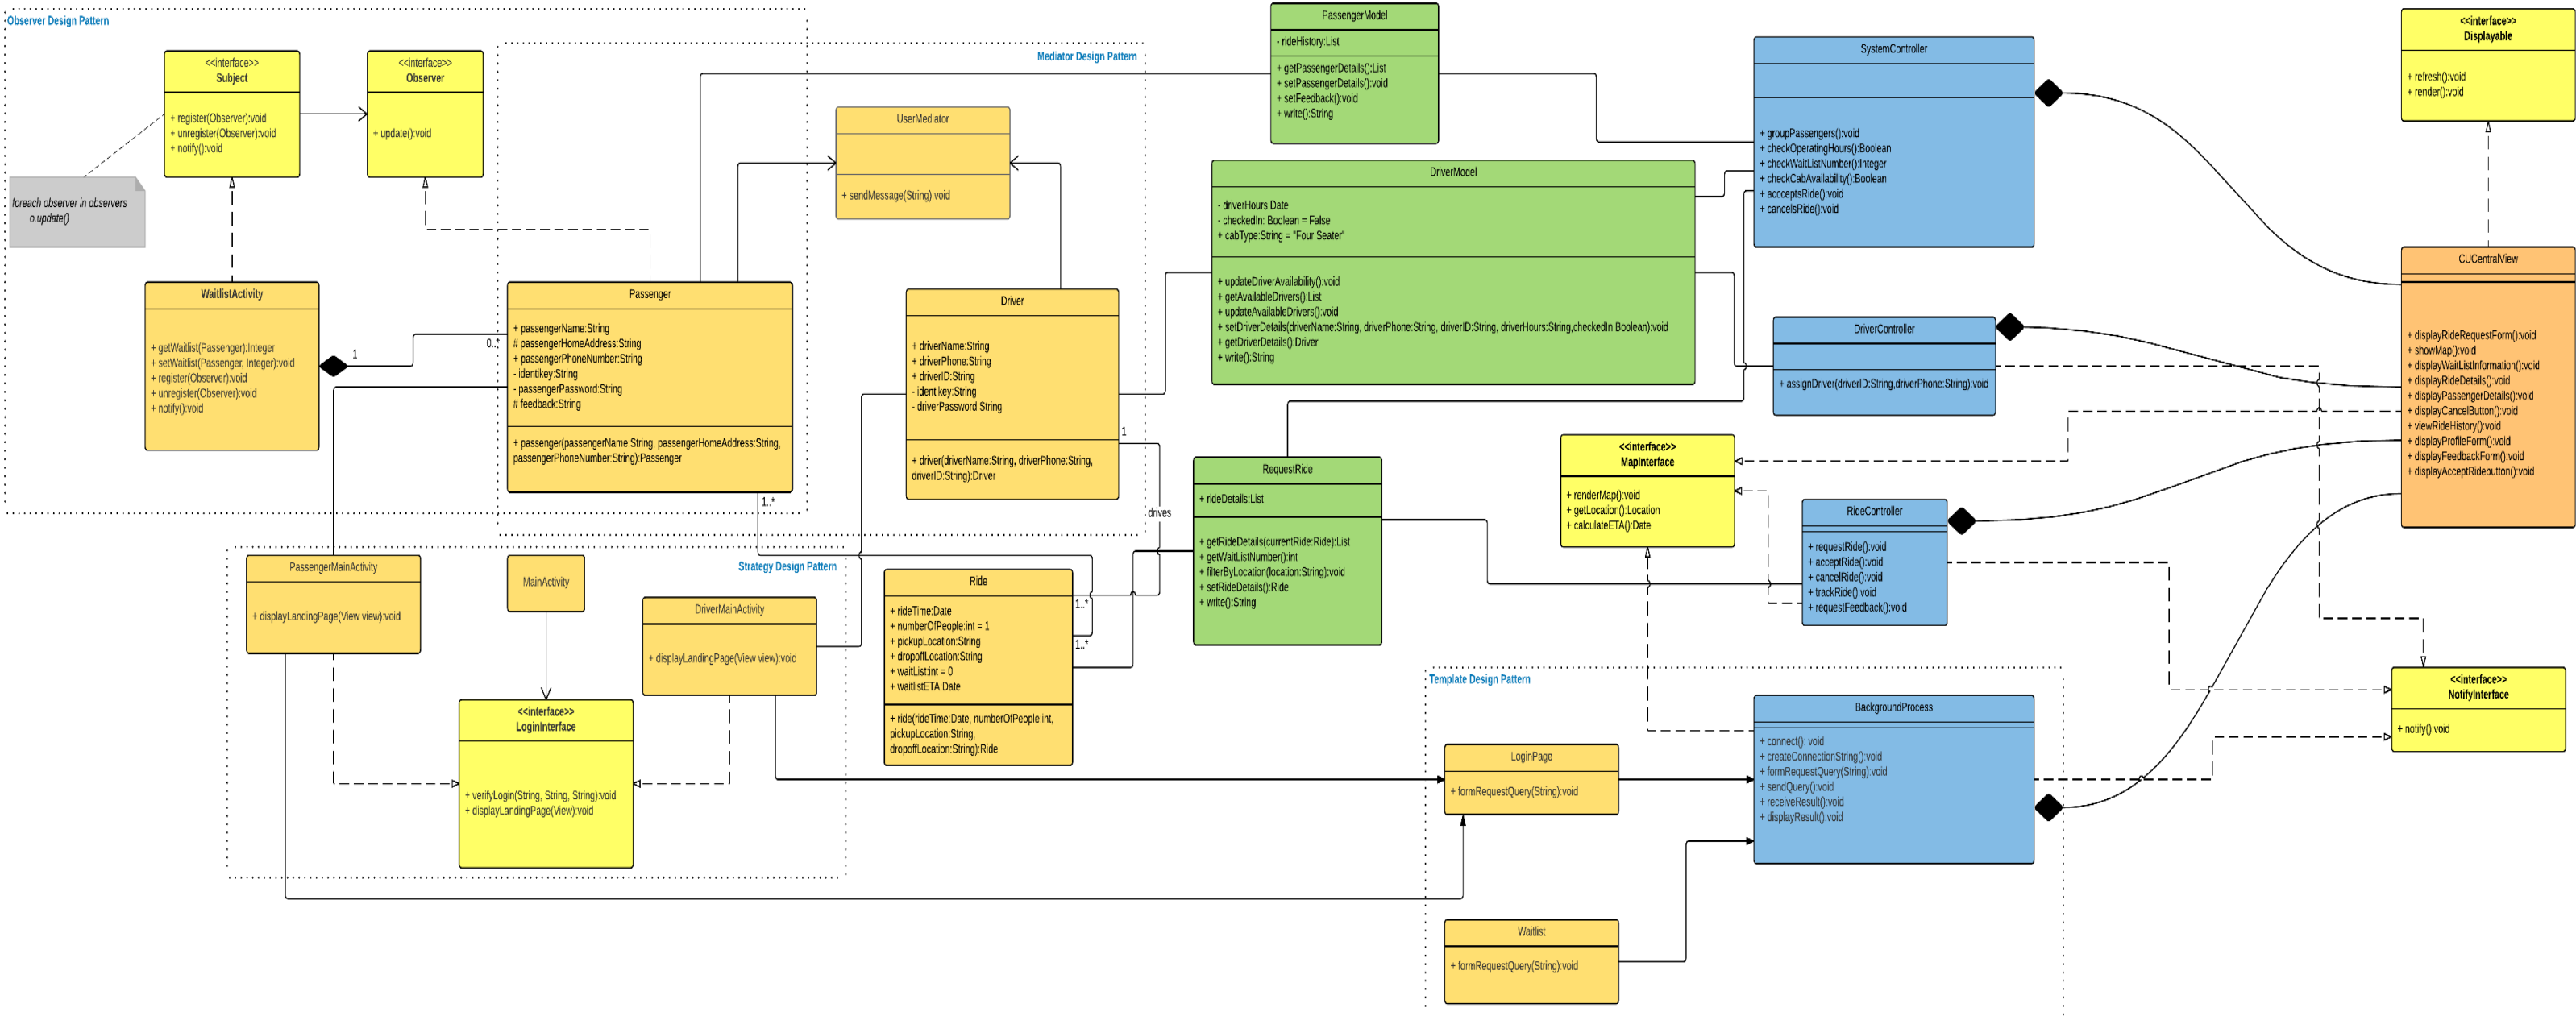 Observer Design Pattern
<<interface>>
Subject
+ register(Observer):void
+ unregister(Observer):void
+ notify():void
<<interface>>
Observer
+ update():void
foreach observer in observers
o.update()
WaitlistActivity
+ getWaitlist(Passenger):Integer
+ setWaitlist(Passenger, Integer):void
+ register(Observer):void
+ unregister(Observer):void
+ notify():void
1
0..*
Mediator Design Pattern
UserMediator
+ sendMessage(String):void
Passenger
+ passengerName:String
# passengerHomeAddress:String
+ passengerPhoneNumber:String
- identikey:String
- passengerPassword:String
# feedback:String
+ passenger(passengerName:String, passengerHomeAddress:String,
passengerPhoneNumber:String):Passenger
1..*
Driver
+ driverName:String
+ driverPhone:String
+ driverID:String
- identikey:String
- driverPassword:String
+ driver(driverName:String, driverPhone:String,
driverID:String):Driver
1
drives
PassengerModel
- rideHistory:List
+ getPassengerDetails():List
+ setPassengerDetails():void
+ setFeedback():void
+ write():String
DriverModel
- driverHours:Date
- checkedIn: Boolean = False
+ cabType:String = "Four Seater"
+ updateDriverAvailability():void
+ getAvailableDrivers():List
+ updateAvailableDrivers():void
+ setDriverDetails(driverName:String, driverPhone:String, driverID:String, driverHours:String,checkedIn:Boolean):void
+ getDriverDetails():Driver
+ write():String
SystemController
+ groupPassengers():void
+ checkOperatingHours():Boolean
+ checkWaitListNumber():Integer
+ checkCabAvailability():Boolean
+ accceptsRide():void
+ cancelsRide():void
<<interface>>
Displayable
+ refresh():void
+ render():void
CUCentralView
+ displayRideRequestForm():void
+ showMap():void
+ displayWaitListInformation():void
+ displayRideDetails():void
+ displayPassengerDetails():void
+ displayCancelButton():void
+ viewRideHistory():void
+ displayProfileForm():void
+ displayFeedbackForm():void
+ displayAcceptRidebutton():void
DriverController
+ assignDriver(driverID:String,driverPhone:String):void
<<interface>>
MapInterface
+ renderMap():void
+ getLocation():Location
+ calculateETA():Date
RequestRide
+ rideDetails:List
+ getRideDetails(currentRide:Ride):List
+ getWaitListNumber():int
+ filterByLocation(location:String):void
+ setRideDetails():Ride
+ write():String
RideController
+ requestRide():void
+ acceptRide():void
+ cancelRide():void
+ trackRide():void
+ requestFeedback():void
Strategy Design Pattern
PassengerMainActivity
+ displayLandingPage(View view):void
MainActivity
DriverMainActivity
+ displayLandingPage(View view):void
<<interface>>
LoginInterface
+ verifyLogin(String, String, String):void
+ displayLandingPage(View):void
Ride
+ rideTime:Date
+ numberOfPeople:int = 1
+ pickupLocation:String
+ dropoffLocation:String
+ waitList:int = 0
+ waitlistETA:Date
+ ride(rideTime:Date, numberOfPeople:int,
pickupLocation:String,
dropoffLocation:String):Ride
1..*
1..*
Template Design Pattern
LoginPage
+ formRequestQuery(String):void
BackgroundProcess
+ connect(): void
+ createConnectionString():void
+ formRequestQuery(String):void
+ sendQuery():void
+ receiveResult():void
+ displayResult():void
Waitlist
+ formRequestQuery(String):void
<<interface>>
NotifyInterface
+ notify():void